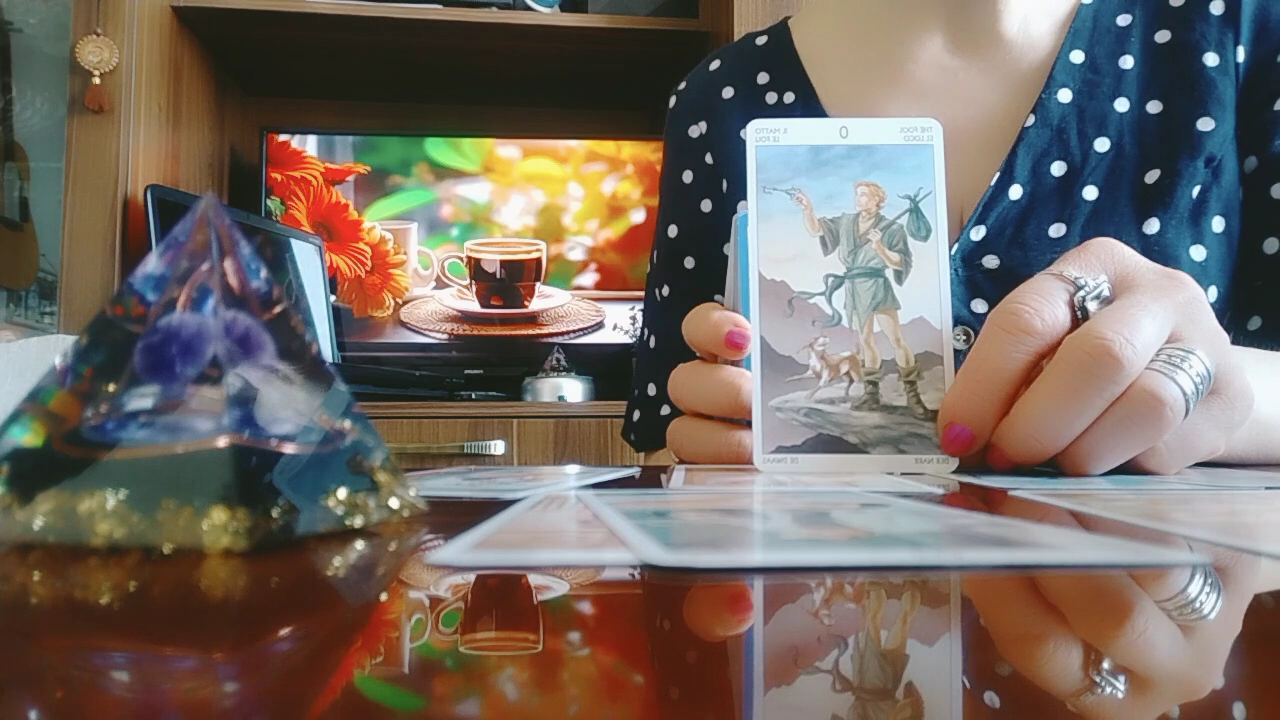 THE FOOL
EL LOCO
0
IL MATTO
LE FOU
DER NARR
DE DWAAS